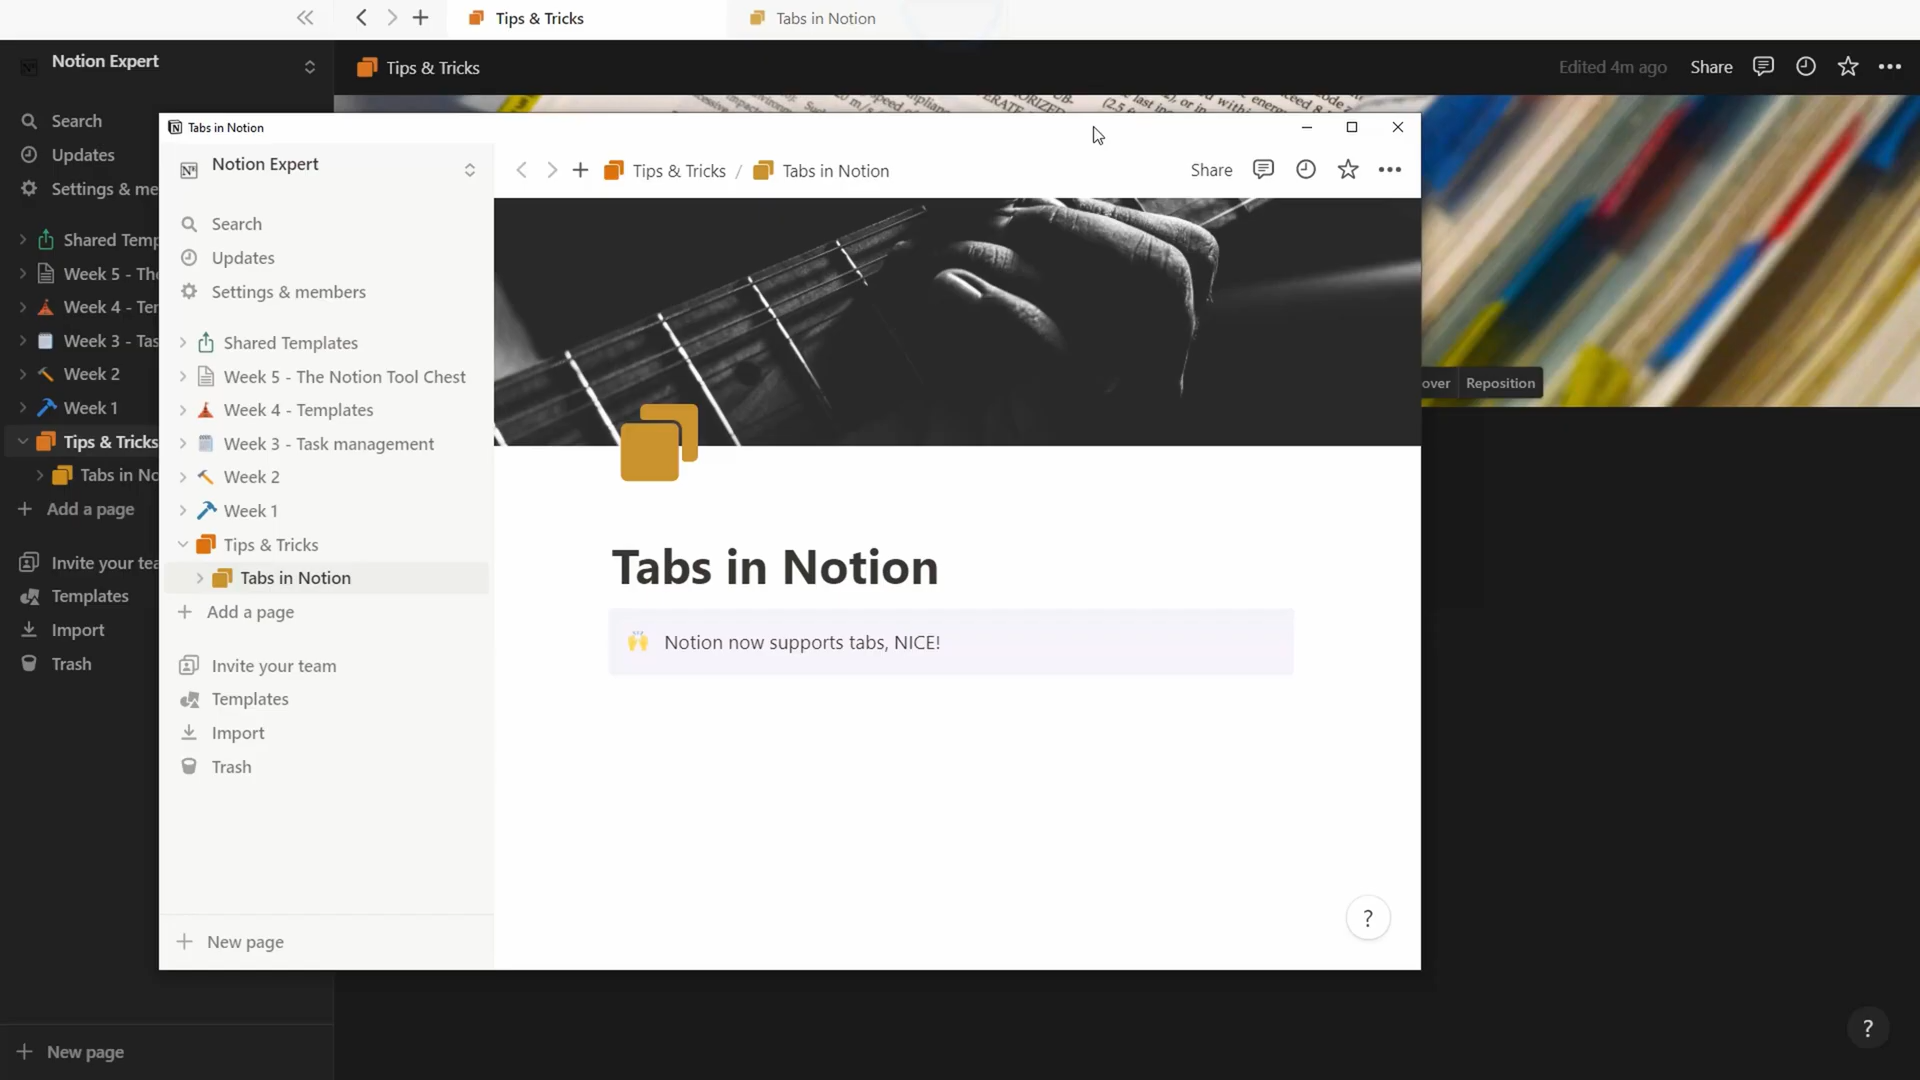 Tips & Tricks
Tabs in Notion
Notion Expert
Tips & Tricks
Edited 4m ago
Share
Search
Updates
Settings & me
Shared Temp
Week 5 - The
Week 4 - Ter
Week 3 - Tas
Week 2
Week 1
Tips & Tricks
Tabs in No
Add a page
Invite your tea
Templates
Import
Trash
New page
over
Reposition
?
Tabs in Notion
Notion Expert
Tips & Tricks / Tabs in Notion
Share
Search
Updates
Settings & members
Shared Templates
Week 5 - The Notion Tool Chest
Week 4 - Templates
Week 3 - Task management
Week 2
Week 1
Tips & Tricks
Tabs in Notion
Add a page
Invite your team
Templates
Import
Trash
New page
Tabs in Notion
🙌 Notion now supports tabs, NICE!
?